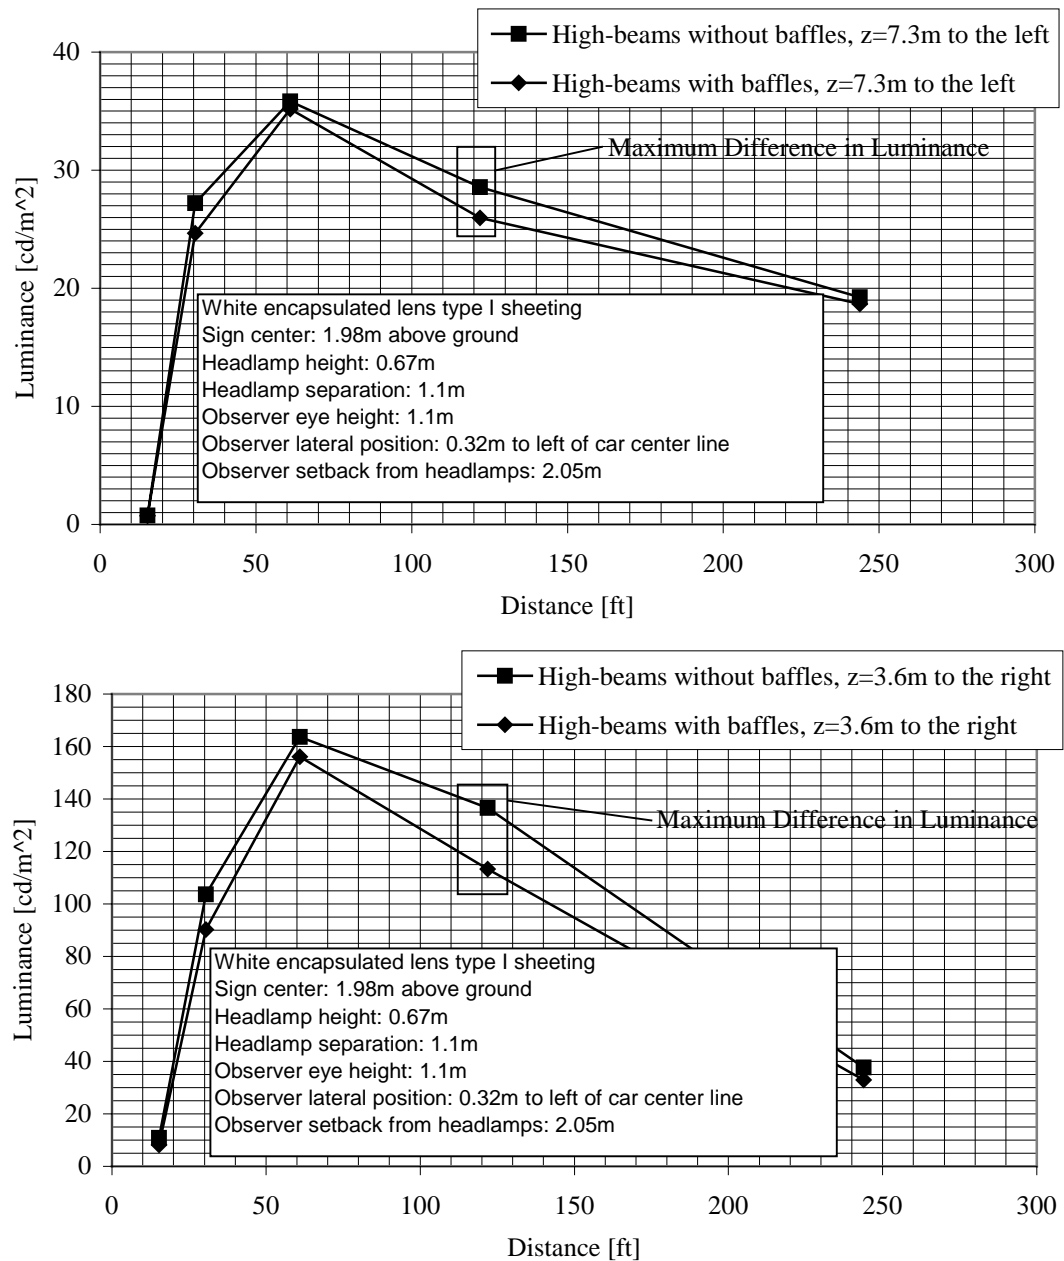 High-beams without baffles, z=7.3m to the left
High-beams with baffles, z=7.3m to the left
40
30
20
10
0
Luminance [cd/m^2]
Maximum Difference in Luminance
White encapsulated lens type I sheeting
Sign center: 1.98m above ground
Headlamp height: 0.67m
Headlamp separation: 1.1m
Observer eye height: 1.1m
Observer lateral position: 0.32m to left of car center line
Observer setback from headlamps: 2.05m
0 50 100 150 200 250 300
Distance [ft]
High-beams without baffles, z=3.6m to the right
High-beams with baffles, z=3.6m to the right
180
160
140
120
100
80
60
40
20
0
Luminance [cd/m^2]
Maximum Difference in Luminance
White encapsulated lens type I sheeting
Sign center: 1.98m above ground
Headlamp height: 0.67m
Headlamp separation: 1.1m
Observer eye height: 1.1m
Observer lateral position: 0.32m to left of car center line
Observer setback from headlamps: 2.05m
0 50 100 150 200 250 300
Distance [ft]